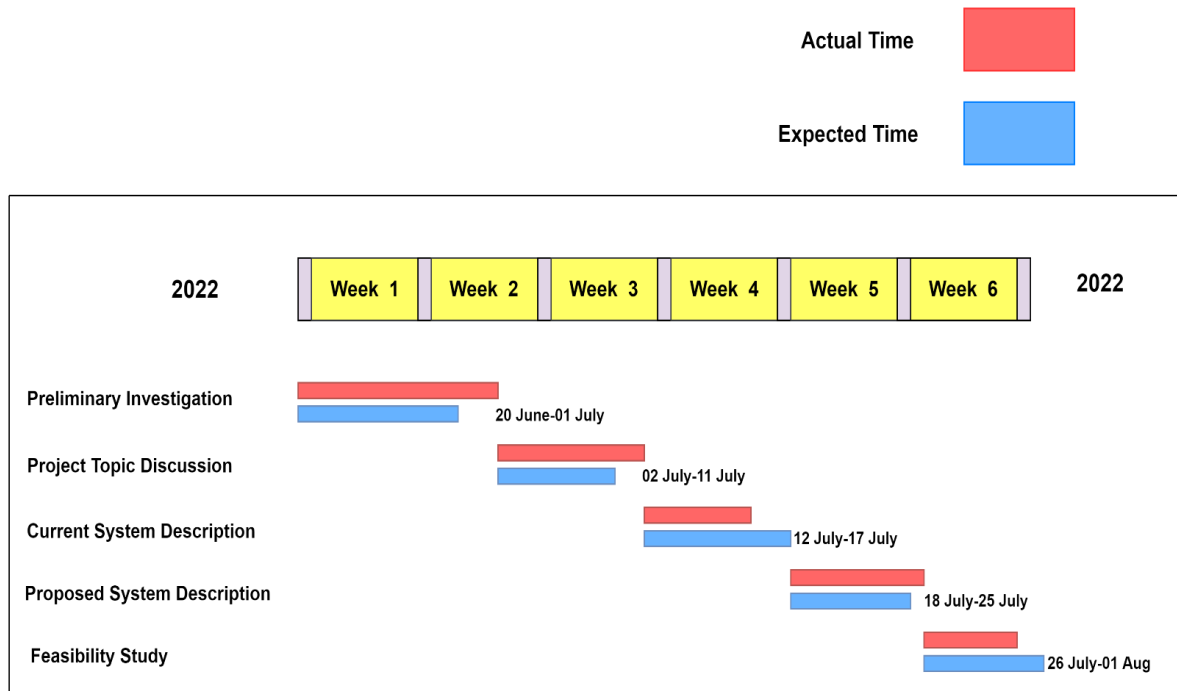 Actual Time
Expected Time
2022 Week 1 Week 2 Week 3 Week 4 Week 5 Week 6 2022
Preliminary Investigation
20 June-01 July
Project Topic Discussion
02 July-11 July
Current System Description
12 July-17 July
Proposed System Description
18 July-25 July
Feasibility Study
26 July-01 Aug